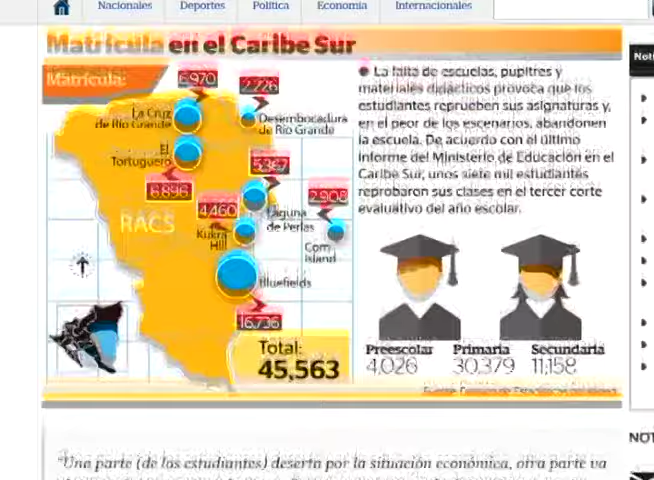 Nacionales Deportes Política Economía Internacionales
Matrícula en el Caribe Sur
Matrícula:
6,970
2,226
La Cruz
de Río Grande
Desembocadura
de Río Grande
El
Tortuguero
6,896
5,367
2,908
4,460
RACS
Laguna
de Perlas
Kukra
Hill
Corn
Island
Bluefields
16,736
Total:
45,563
● La falta de escuelas, pupitres y
materiales didácticos provoca que los
estudiantes reprueben sus asignaturas y,
en el peor de los escenarios, abandonen
la escuela. De acuerdo con el último
informe del Ministerio de Educación en el
Caribe Sur, unos siete mil estudiantes
reprobaron sus clases en el tercer corte
evaluativo del año escolar.
Preescolar Primaria Secundaria
4,026 30,379 11,158
Noti
NOT
"Una parte (de los estudiantes) deserta por la situación económica, otra parte va